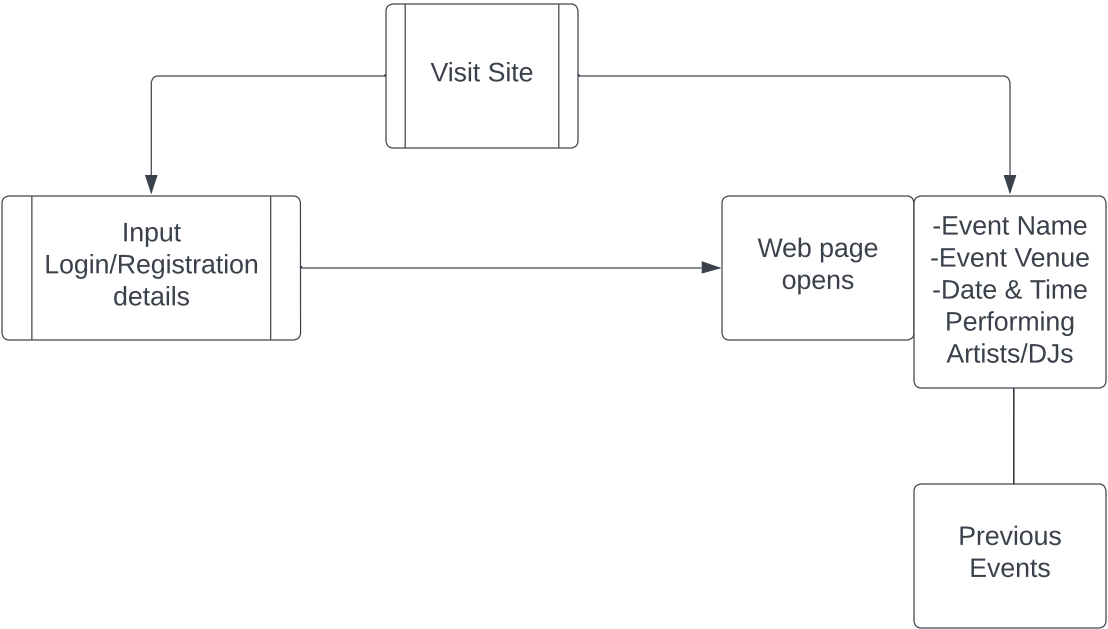 Visit Site
Input
Login/Registration
details
Web page
opens
-Event Name
-Event Venue
-Date & Time
Performing
Artists/DJs
Previous
Events